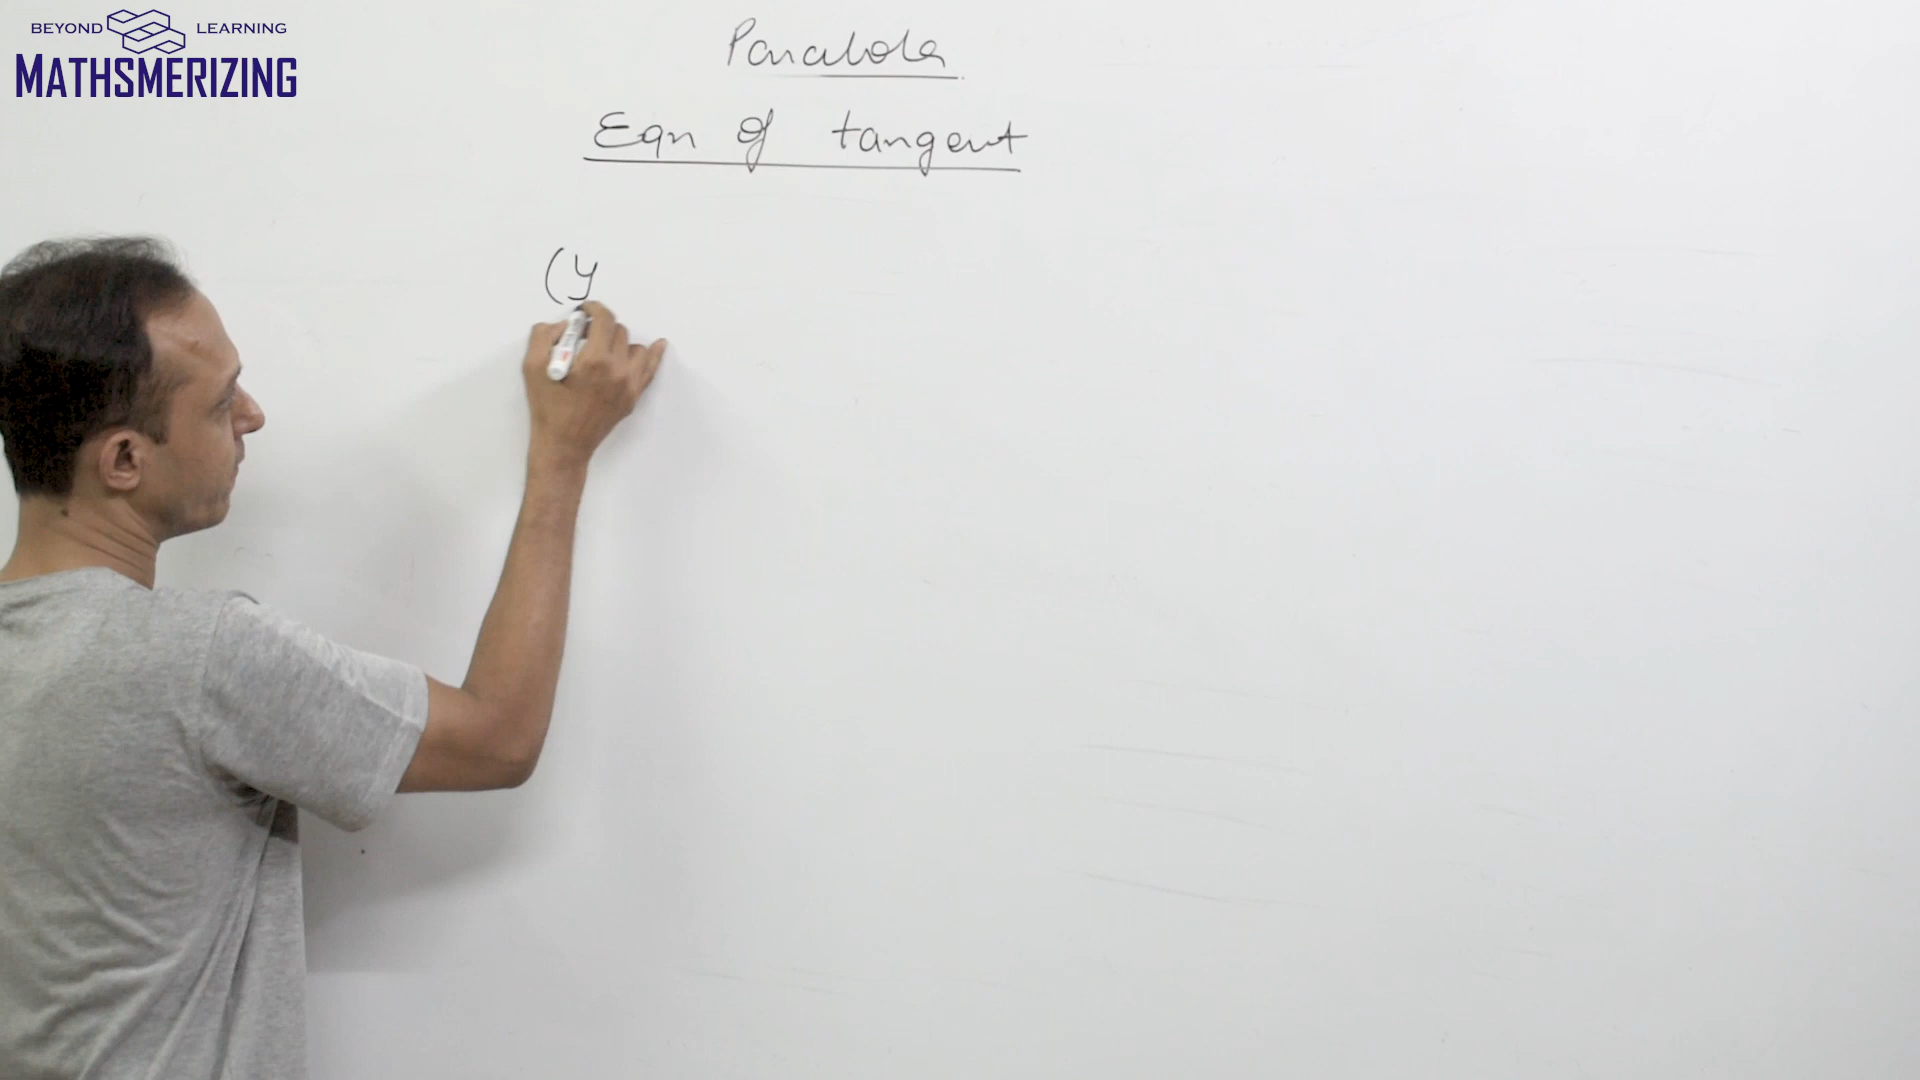 BEYOND LEARNING
MATHSMERIZING
Parabola
Eqn of tangent
(y